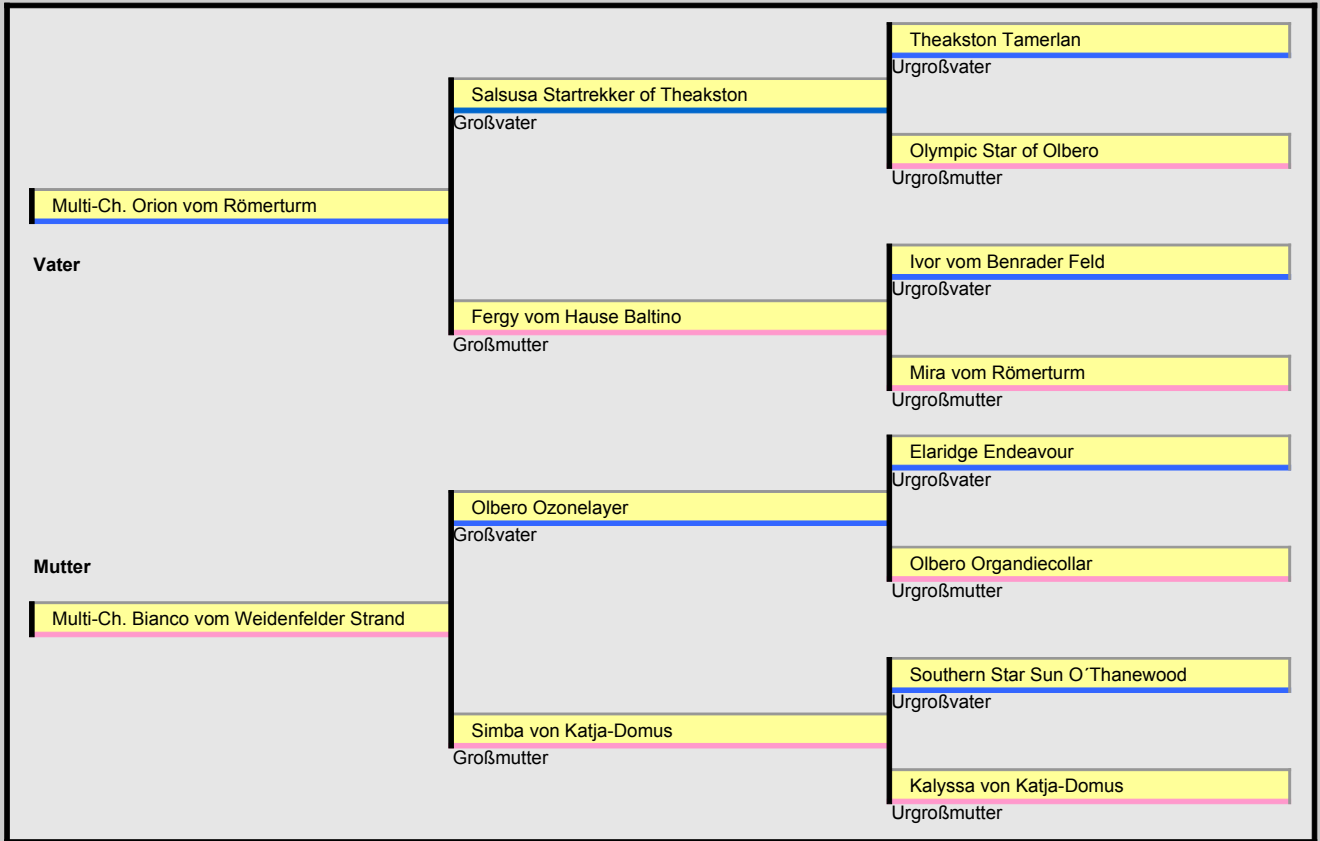 Theakston Tamerlan
Urgroßvater
Salsusa Startrekker of Theakston
Großvater
Olympic Star of Olbero
Urgroßmutter
Multi-Ch. Orion vom Römerturm
Vater
Ivor vom Benrader Feld
Urgroßvater
Fergy vom Hause Baltino
Großmutter
Mira vom Römerturm
Urgroßmutter
Elaridge Endeavour
Urgroßvater
Olbero Ozonelayer
Großvater
Mutter
Olbero Organdiecollar
Urgroßmutter
Multi-Ch. Bianco vom Weidenfelder Strand
Southern Star Sun O´Thanewood
Urgroßvater
Simba von Katja-Domus
Großmutter
Kalyssa von Katja-Domus
Urgroßmutter